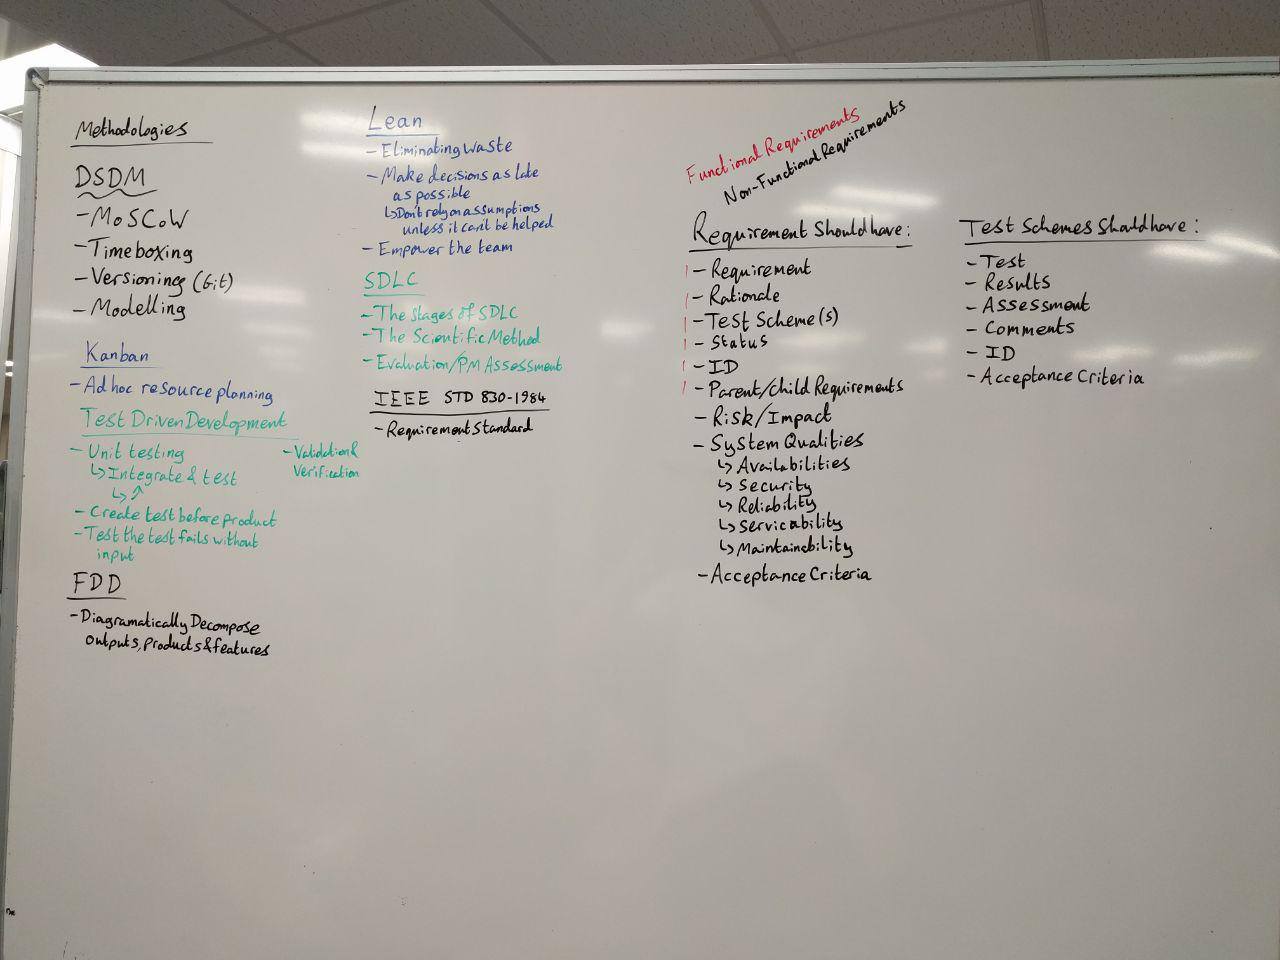 Methodologies
DSDM
- MoSCoW
- Timeboxing
- Versioning (Git)
- Modelling
Kanban
- Ad hoc resource planning
Test Driven Development
- Unit testing
↳ Integrate & test
↳ ↗
- Create test before product
- Test the test fails without
input
- Validation &
Verification
FDD
- Diagramatically Decompose
outputs, products & features
Lean
- Eliminating Waste
- Make decisions as late
as possible
↳ Don't rely on assumptions
unless it can't be helped
- Empower the team
SDLC
- The stages of SDLC
- The Scientific Method
- Evaluation/PM Assessment
IEEE STD 830-1984
- Requirement Standard
Functional Requirements
Non-Functional Requirements
Requirement Should have:
- Requirement
- Rationale
- Test Scheme(s)
- Status
- ID
- Parent/Child Requirements
- Risk/Impact
- System Qualities
↳ Availabilities
↳ Security
↳ Reliability
↳ Servicability
↳ Maintainability
- Acceptance Criteria
Test Schemes Should have:
- Test
- Results
- Assessment
- Comments
- ID
- Acceptance Criteria